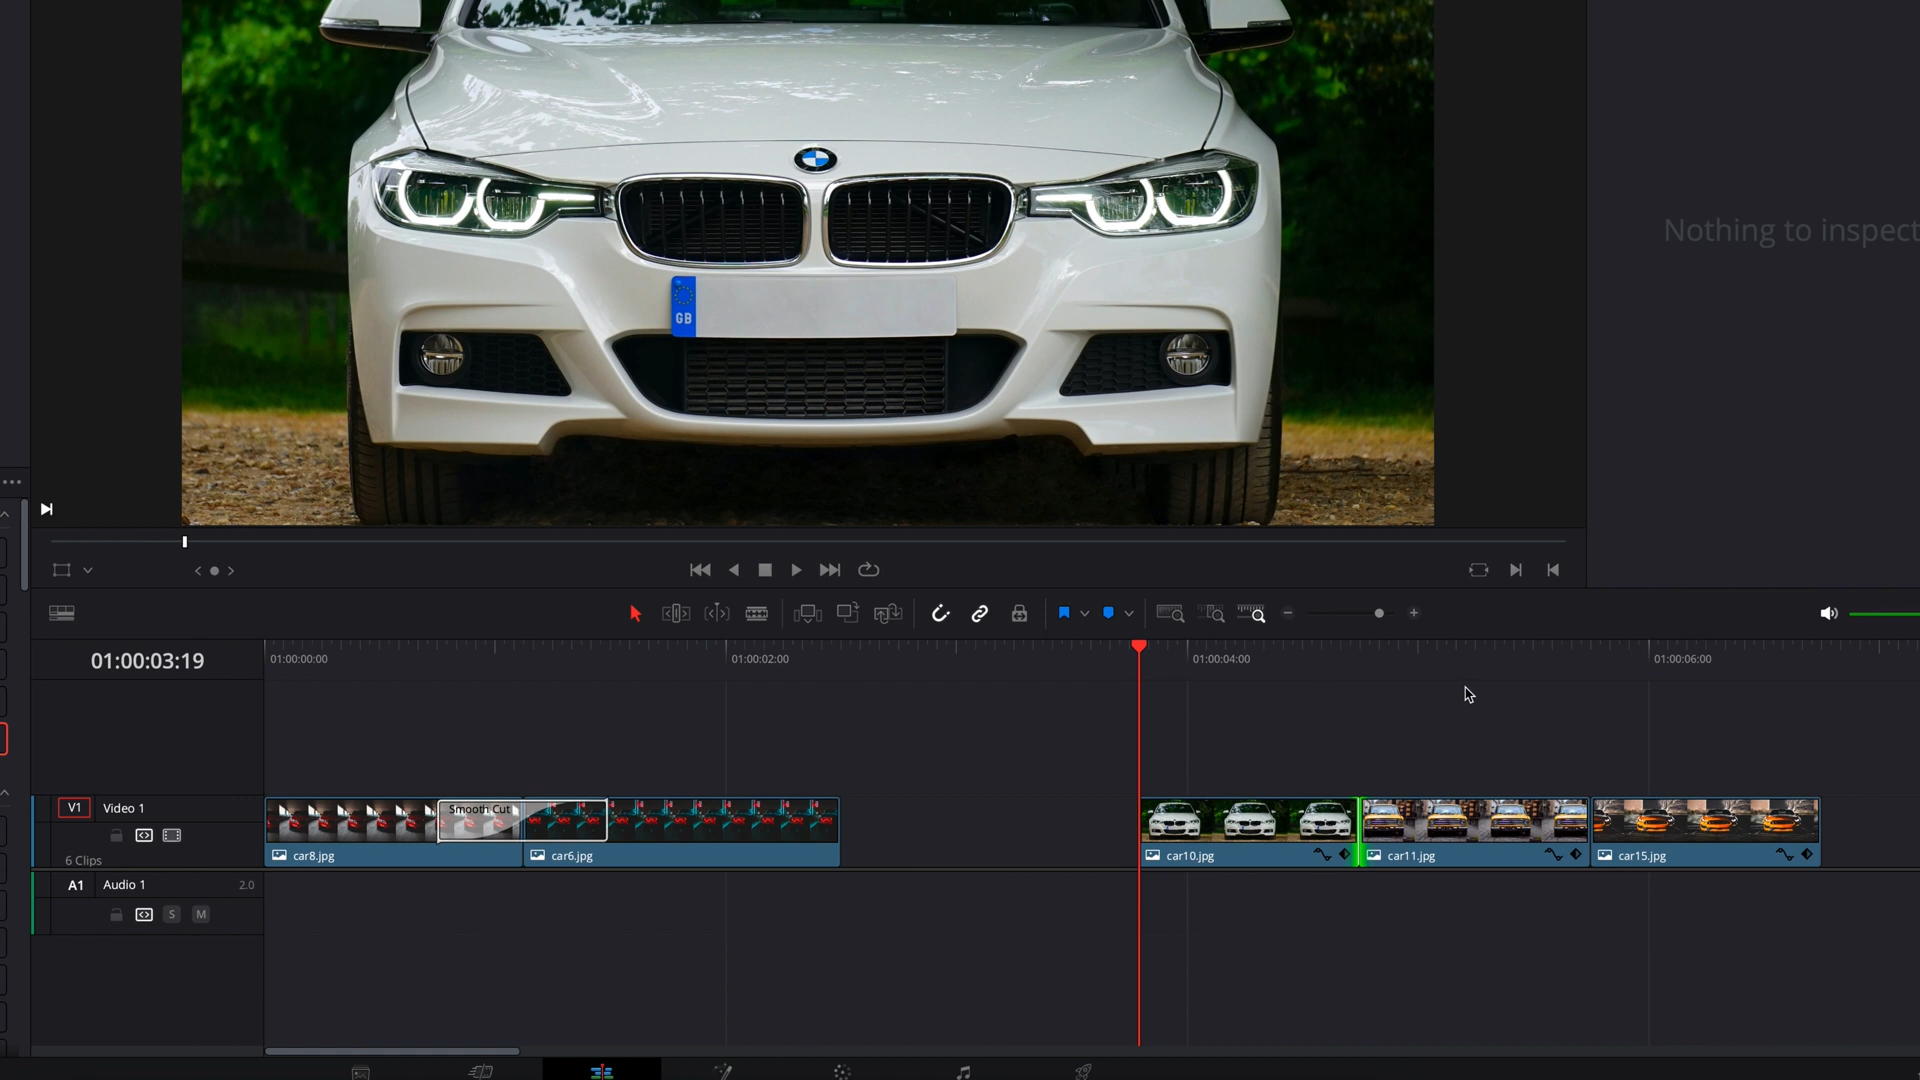 GB
Nothing to inspect
01:00:03:19
01:00:00:00
01:00:02:00
01:00:04:00
01:00:06:00
V1
Video 1
6 Clips
Smooth Cut
car8.jpg
car6.jpg
car10.jpg
car11.jpg
car15.jpg
A1
Audio 1
2.0
S
M